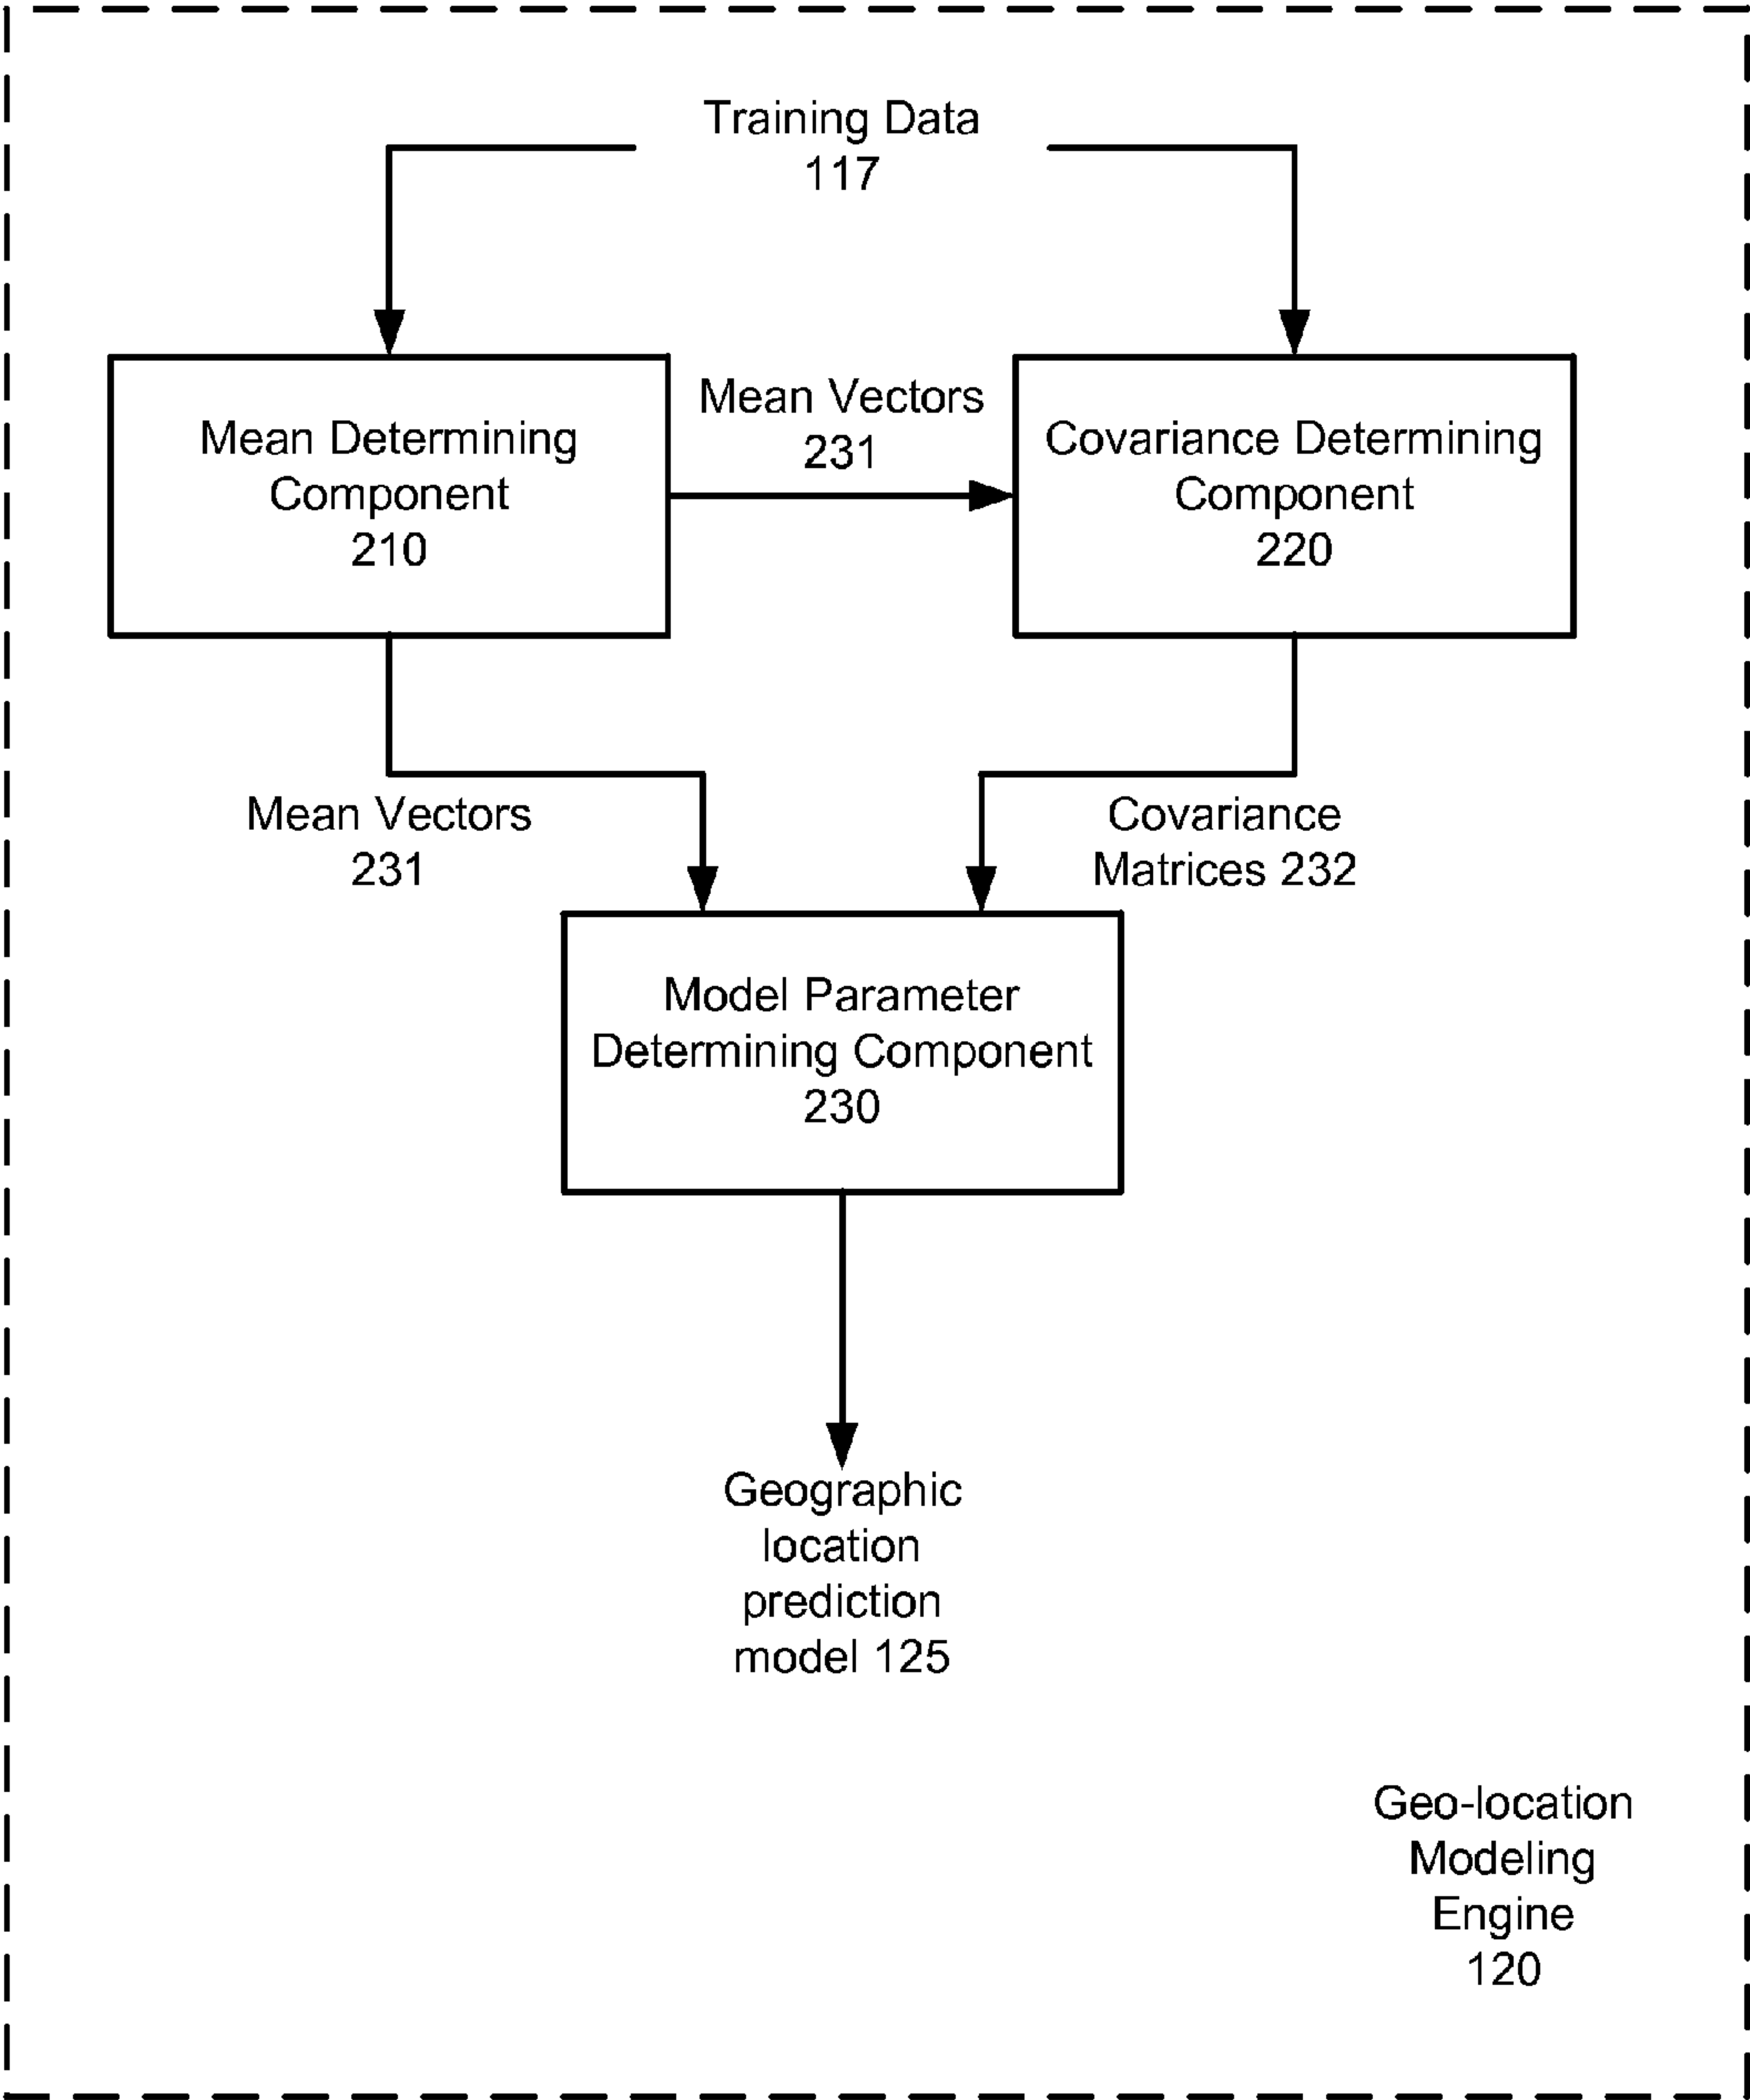 Training Data
117
Mean Determining
Component
210
Mean Vectors
231
Covariance Determining
Component
220
Mean Vectors
231
Covariance
Matrices 232
Model Parameter
Determining Component
230
Geographic
location
prediction
model 125
Geo-location
Modeling
Engine
120